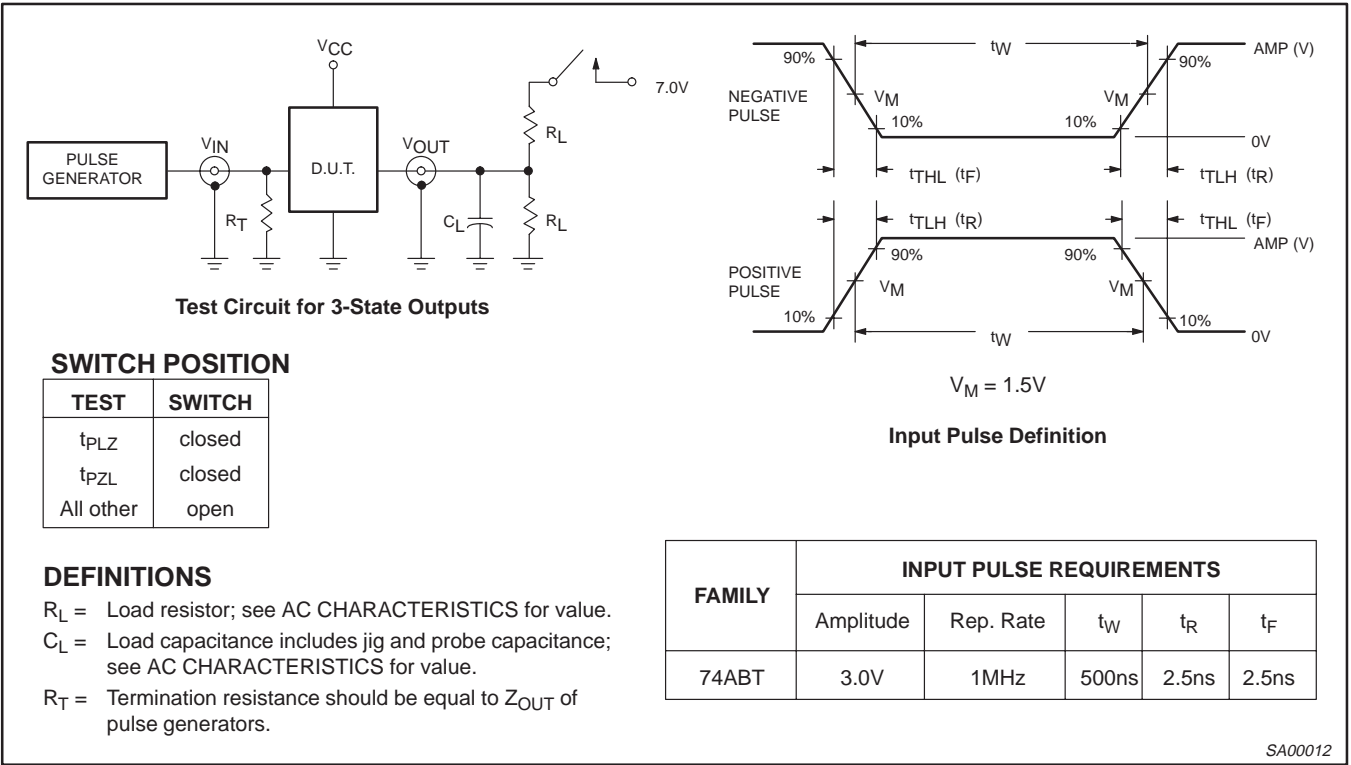 VCC
7.0V
RL
PULSE
GENERATOR
VIN
D.U.T.
VOUT
RT
CL
RL
Test Circuit for 3-State Outputs
90%
tW
90%
AMP (V)
NEGATIVE
PULSE
VM
VM
10%
10%
0V
tTHL (tF)
tTLH (tR)
tTLH (tR)
tTHL (tF)
AMP (V)
90%
90%
POSITIVE
PULSE
VM
VM
10%
10%
tW
0V
VM = 1.5V
Input Pulse Definition
SWITCH POSITION
TEST SWITCH
tPLZ closed
tPZL closed
All other open
DEFINITIONS
RL = Load resistor; see AC CHARACTERISTICS for value.
CL = Load capacitance includes jig and probe capacitance;
see AC CHARACTERISTICS for value.
RT = Termination resistance should be equal to ZOUT of
pulse generators.
FAMILY
INPUT PULSE REQUIREMENTS
Amplitude Rep. Rate tW tR tF
74ABT 3.0V 1MHz 500ns 2.5ns 2.5ns
SA00012